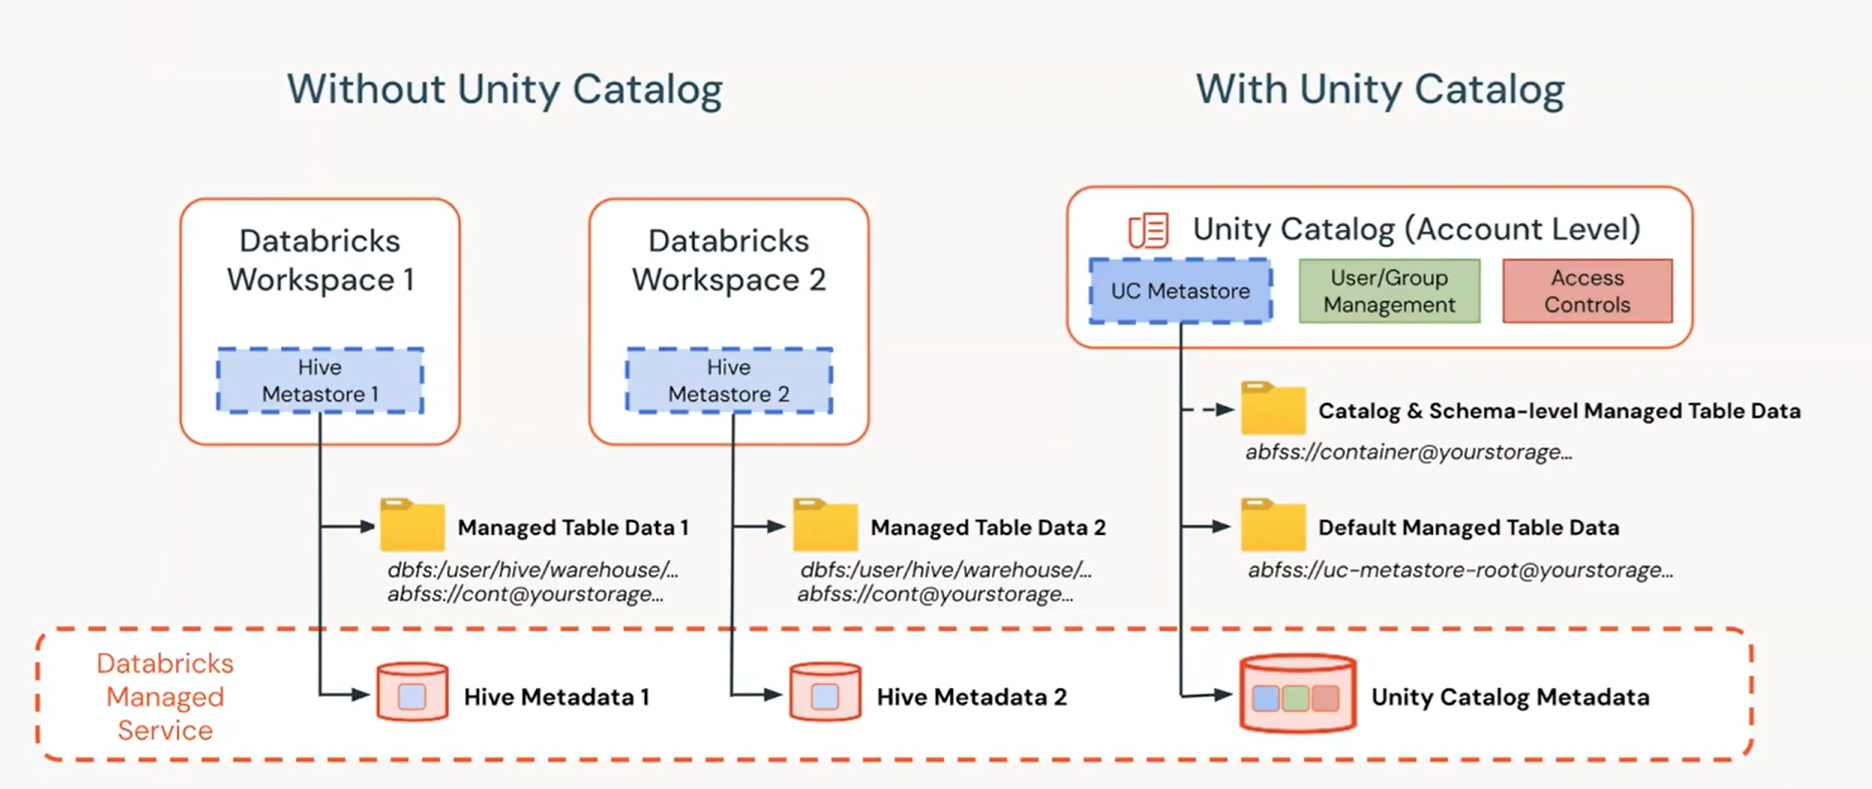 Without Unity Catalog
With Unity Catalog
Databricks
Workspace 1
Hive
Metastore 1
Databricks
Workspace 2
Hive
Metastore 2
Unity Catalog (Account Level)
UC Metastore
User/Group
Management
Access
Controls
Catalog & Schema-level Managed Table Data
abfss://container@yourstorage...
Managed Table Data 1
dbfs:/user/hive/warehouse/...
abfss://cont@yourstorage...
Managed Table Data 2
dbfs:/user/hive/warehouse/...
abfss://cont@yourstorage...
Default Managed Table Data
abfss://uc-metastore-root@yourstorage...
Databricks
Managed
Service
Hive Metadata 1
Hive Metadata 2
Unity Catalog Metadata